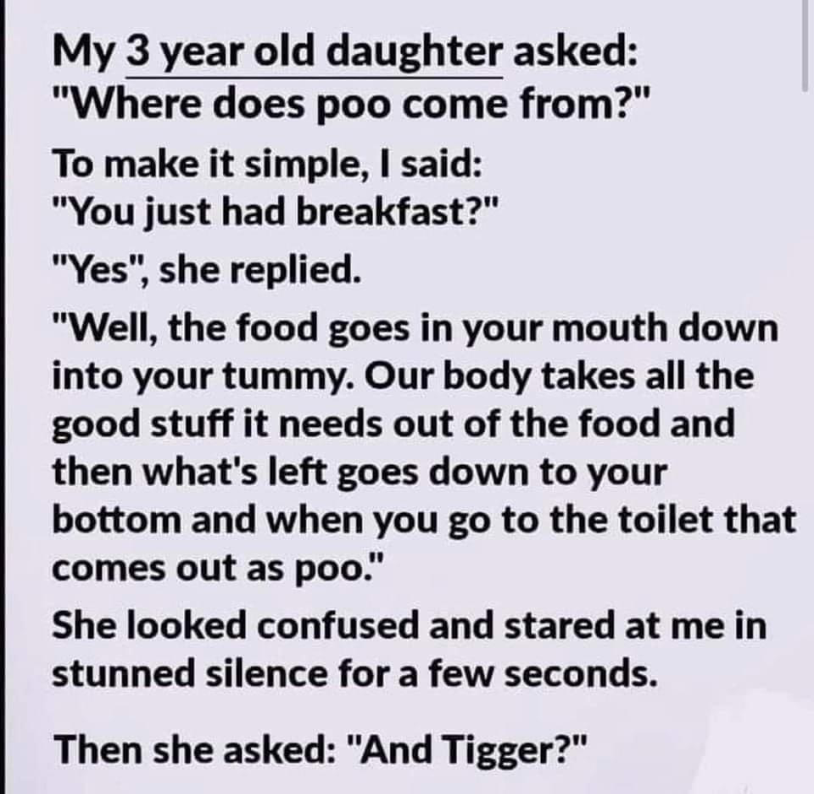 My 3 year old daughter asked:
"Where does poo come from?"
To make it simple, I said:
"You just had breakfast?"
"Yes", she replied.
"Well, the food goes in your mouth down
into your tummy. Our body takes all the
good stuff it needs out of the food and
then what's left goes down to your
bottom and when you go to the toilet that
comes out as poo."
She looked confused and stared at me in
stunned silence for a few seconds.
Then she asked: "And Tigger?"